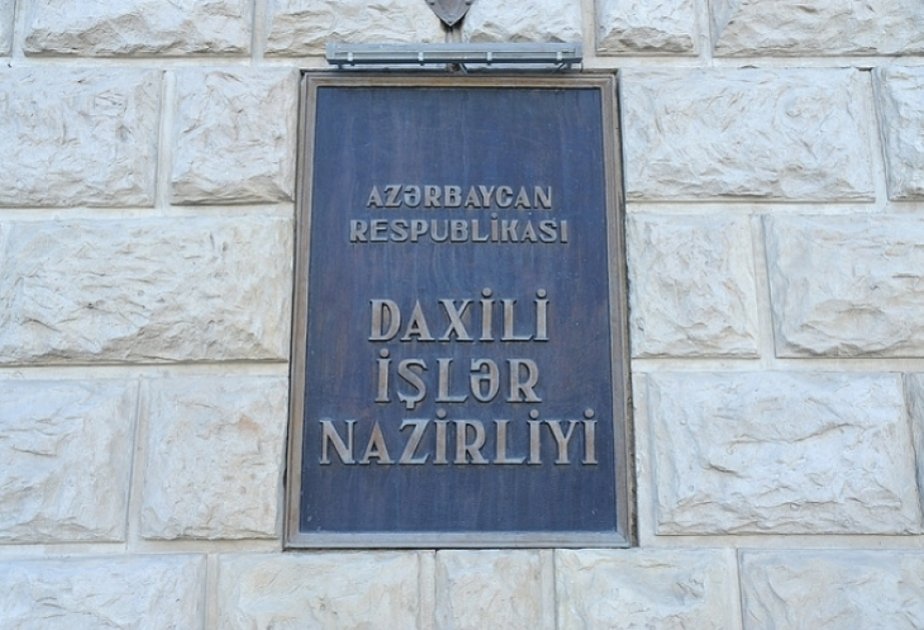 AZƏRBAYCAN
RESPUBLİKASI
DAXİLİ
İŞLƏR
NAZİRLİYİ